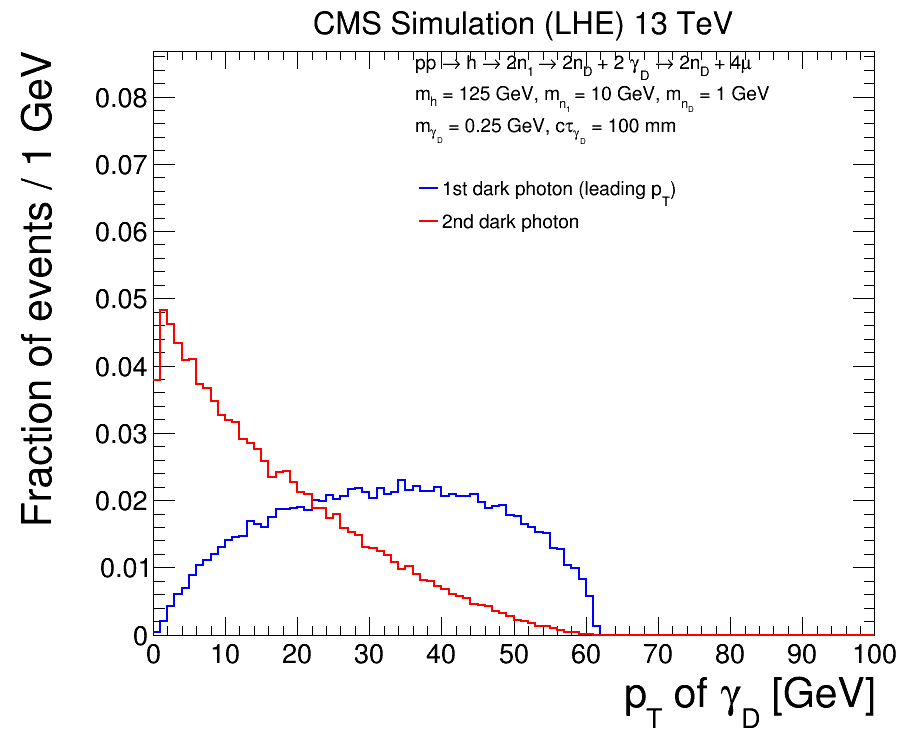 CMS Simulation (LHE) 13 TeV
pp → h → 2n₁ → 2n_D + 2 γ_D → 2n_D + 4μ
m_h = 125 GeV, m_n₁ = 10 GeV, m_n_D = 1 GeV
m_γ_D = 0.25 GeV, cτ_γ_D = 100 mm
1st dark photon (leading p_T)
2nd dark photon
Fraction of events / 1 GeV
0.08
0.07
0.06
0.05
0.04
0.03
0.02
0.01
0
0 10 20 30 40 50 60 70 80 90 100
p_T of γ_D [GeV]